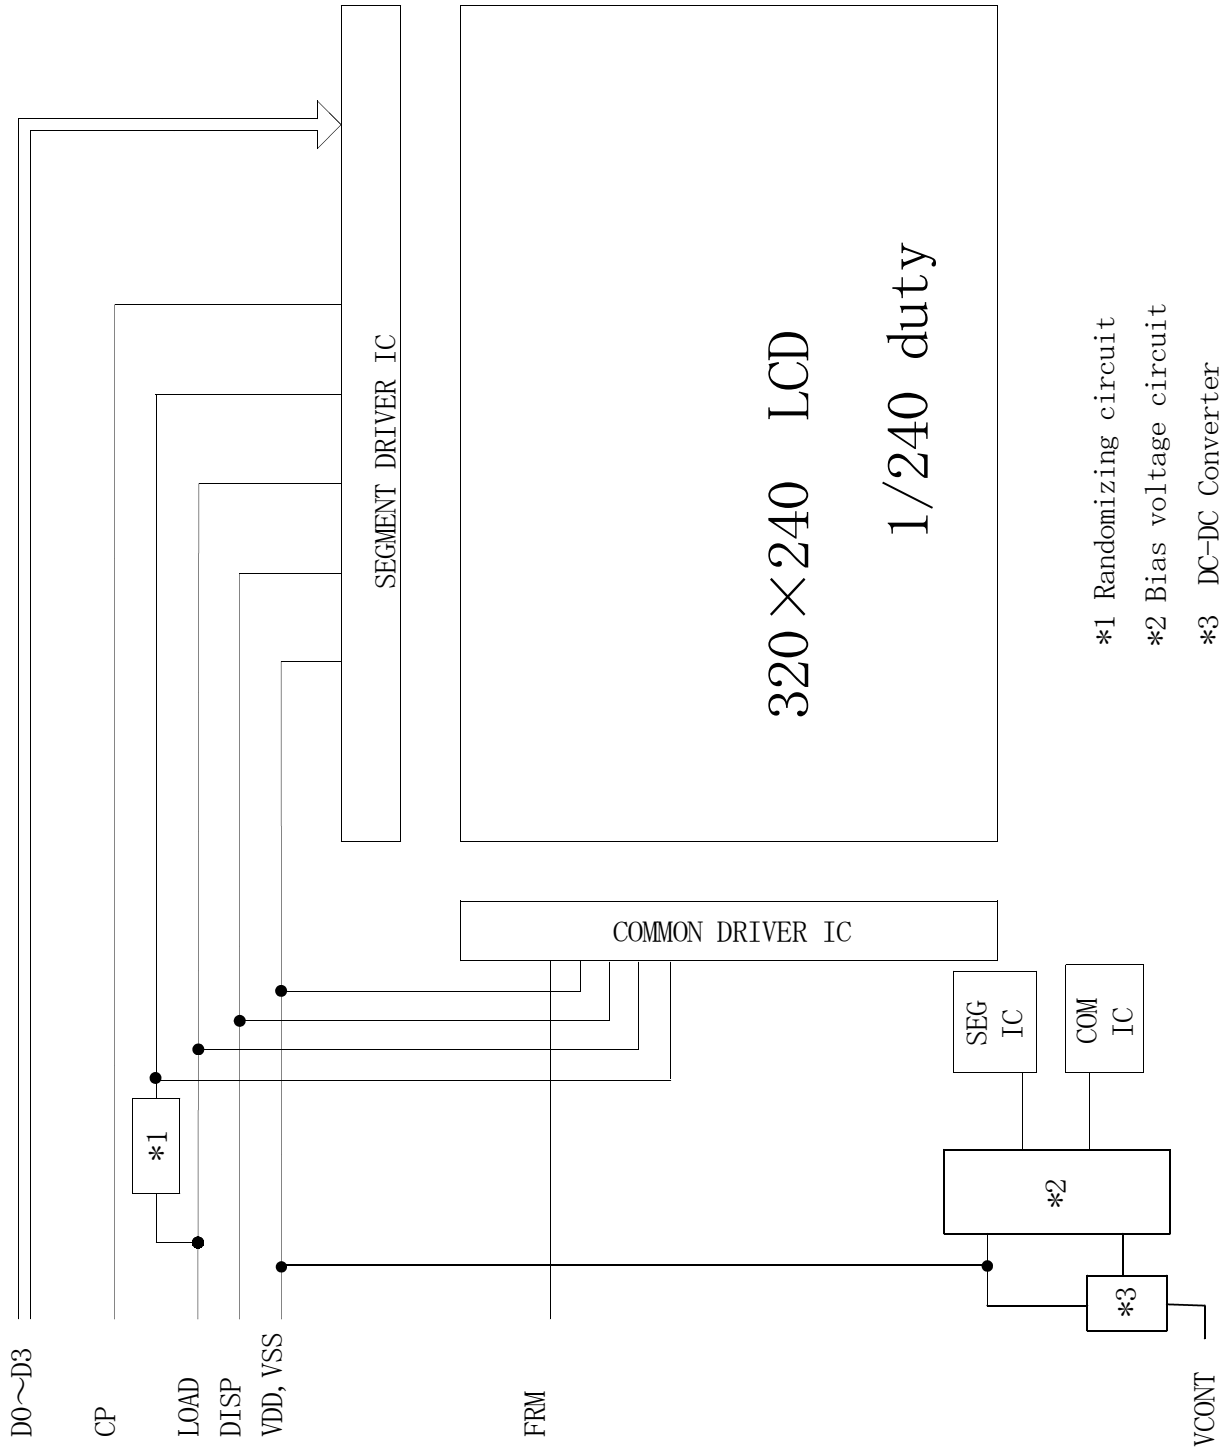 D0～D3
CP
LOAD
DISP
VDD,VSS
FRM
VCONT
*1
SEGMENT DRIVER IC
COMMON DRIVER IC
320×240 LCD
1/240 duty
SEG
IC
COM
IC
*2
*3
*1 Randomizing circuit
*2 Bias voltage circuit
*3 DC-DC Converter